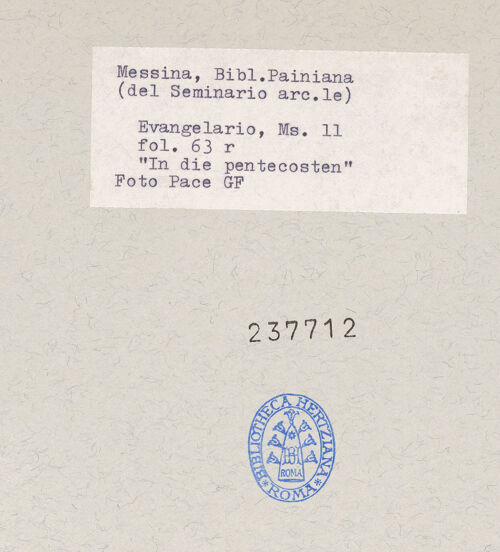 Messina, Bibl.Painiana
(del Seminario arc.le)
Evangelario, Ms. 11
fol. 63 r
"In die pentecosten"
Foto Pace GF
237712
BIBLIOTHECA HERTZIANA
* ROMA *
BH
ROMA